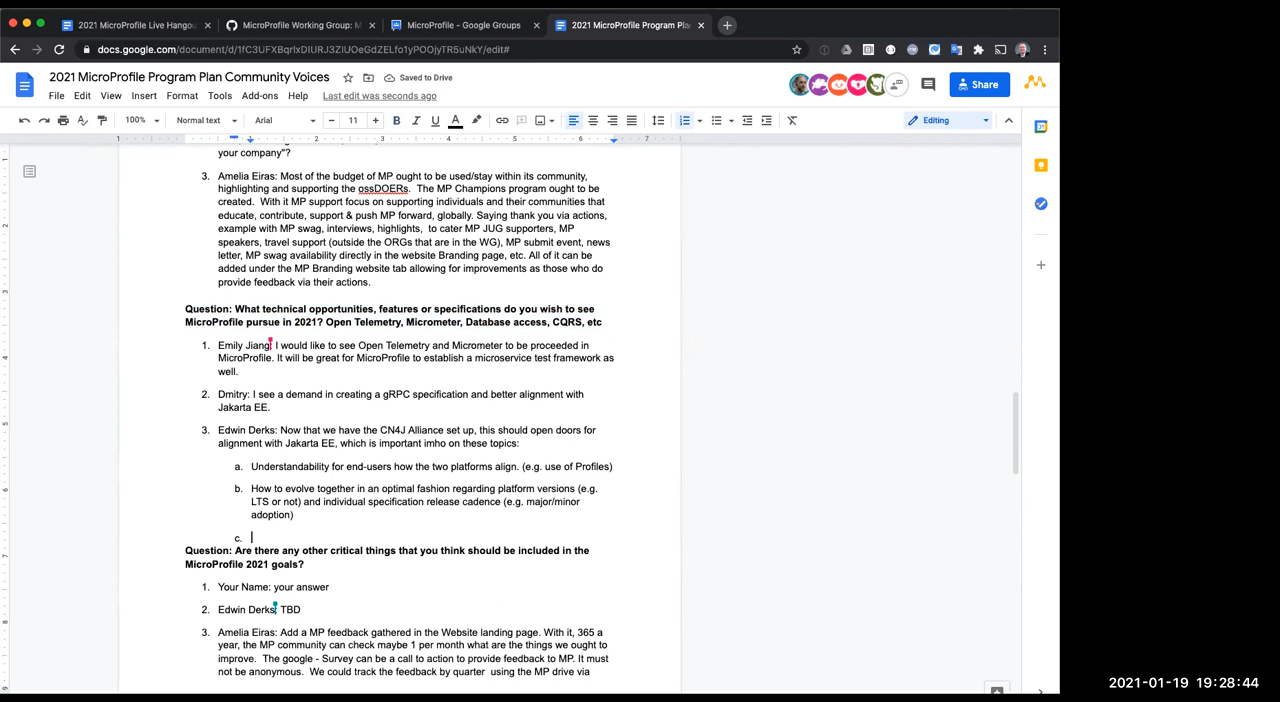 2021 MicroProfile Live Hangou
MicroProfile Working Group: M
MicroProfile - Google Groups
2021 MicroProfile Program Pla
docs.google.com/document/d/1fC3UFXBqrlxDIURJ3ZIUOeGdZELfo1yPOOjyTR5uNkY/edit#
2021 MicroProfile Program Plan Community Voices
Saved to Drive
File Edit View Format Tools Help Last edit was seconds ago
Share
100% Normal text Arial 11 Editing
your company"?
3. Amelia Eiras: Most of the budget of MP ought to be used/stay within its community,
highlighting and supporting the ossDOERs. The MP Champions program ought to be
created. With it MP support focus on supporting individuals and their communities that
educate, contribute, support & push MP forward, globally. Saying thank you via actions,
example with MP swag, interviews, highlights, to cater MP JUG supporters, MP
speakers, travel support (outside the ORGs that are in the WG), MP submit event, news
letter, MP swag availability directly in the website Branding page, etc. All of it can be
added under the MP Branding website tab allowing for improvements as those who do
provide feedback via their actions.
Question: What technical opportunities, features or specifications do you wish to see
MicroProfile pursue in 2021? Open Telemetry, Micrometer, Database access, CQRS, etc
1. Emily Jiang: I would like to see Open Telemetry and Micrometer to be proceeded in
MicroProfile. It will be great for MicroProfile to establish a microservice test framework as
well.
2. Dmitry: I see a demand in creating a gRPC specification and better alignment with
Jakarta EE.
3. Edwin Derks: Now that we have the CN4J Alliance set up, this should open doors for
alignment with Jakarta EE, which is important imho on these topics:
a. Understandability for end-users how the two platforms align. (e.g. use of Profiles)
b. How to evolve together in an optimal fashion regarding platform versions (e.g.
LTS or not) and individual specification release cadence (e.g. major/minor
adoption)
c.
Question: Are there any other critical things that you think should be included in the
MicroProfile 2021 goals?
1. Your Name: your answer
2. Edwin Derks: TBD
3. Amelia Eiras: Add a MP feedback gathered in the Website landing page. With it, 365 a
year, the MP community can check maybe 1 per month what are the things we ought to
improve. The google - Survey can be a call to action to provide feedback to MP. It must
not be anonymous. We could track the feedback by quarter using the MP drive via
2021-01-19 19:28:44